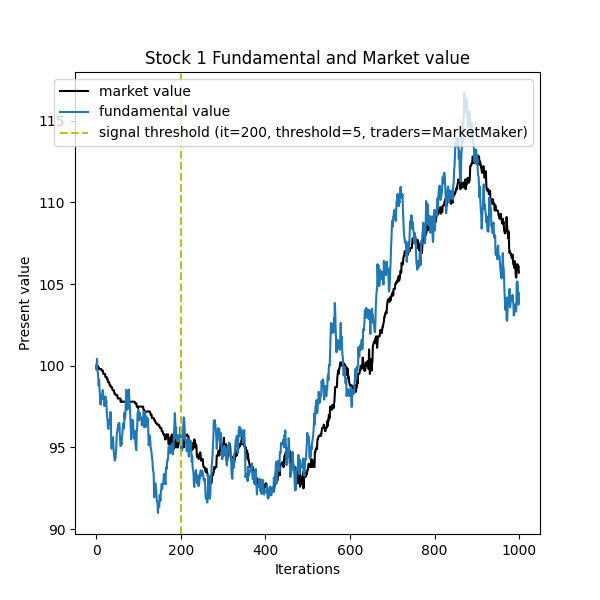 Stock 1 Fundamental and Market value
market value
fundamental value
signal threshold (it=200, threshold=5, traders=MarketMaker)
115
110
105
100
95
90
Present value
0 200 400 600 800 1000
Iterations